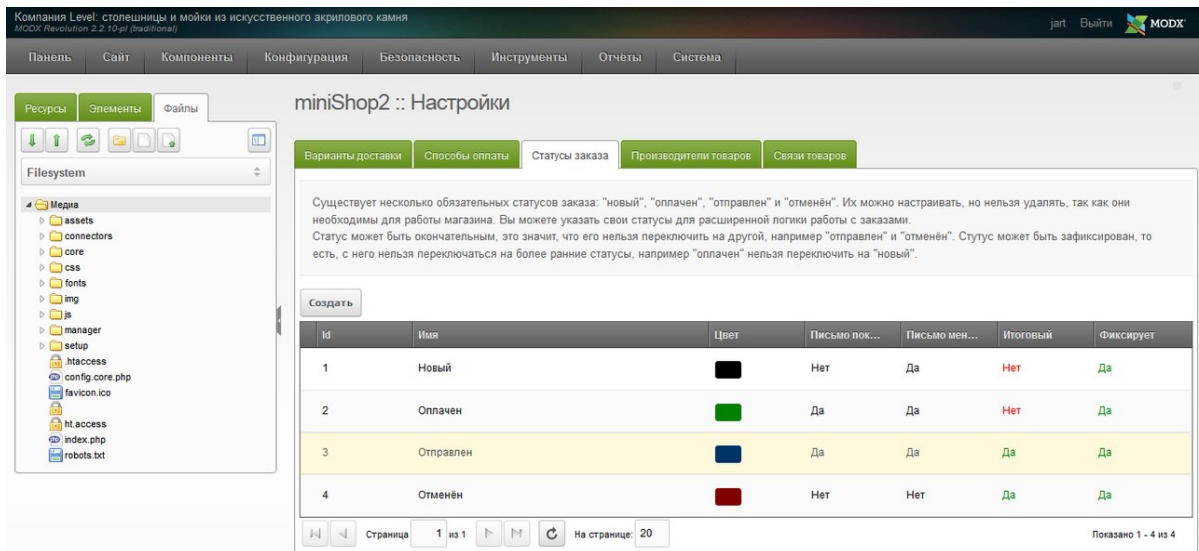 Компания Level: столешницы и мойки из искусственного акрилового камня
MODX Revolution 2.2.10-pl (traditional)
jart Выйти MODX
Панель Сайт Компоненты Конфигурация Безопасность Инструменты Отчёты Система
Ресурсы Элементы Файлы
Filesystem
Медиа
assets
connectors
core
css
fonts
img
js
manager
setup
.htaccess
config.core.php
favicon.ico
ht.access
index.php
robots.txt
miniShop2 :: Настройки
Варианты доставки Способы оплаты Статусы заказа Производители товаров Связи товаров
Существует несколько обязательных статусов заказа: "новый", "оплачен", "отправлен" и "отменён". Их можно настраивать, но нельзя удалять, так как они
необходимы для работы магазина. Вы можете указать свои статусы для расширенной логики работы с заказами.
Статус может быть окончательным, это значит, что его нельзя переключить на другой, например "отправлен" и "отменён". Стутус может быть зафиксирован, то
есть, с него нельзя переключаться на более ранние статусы, например "оплачен" нельзя переключить на "новый".
Создать
Id Имя Цвет Письмо пок... Письмо мен... Итоговый Фиксирует
1 Новый Нет Да Нет Да
2 Оплачен Да Да Нет Да
3 Отправлен Да Да Да Да
4 Отменён Нет Нет Да Да
Страница 1 из 1 На странице: 20 Показано 1 - 4 из 4